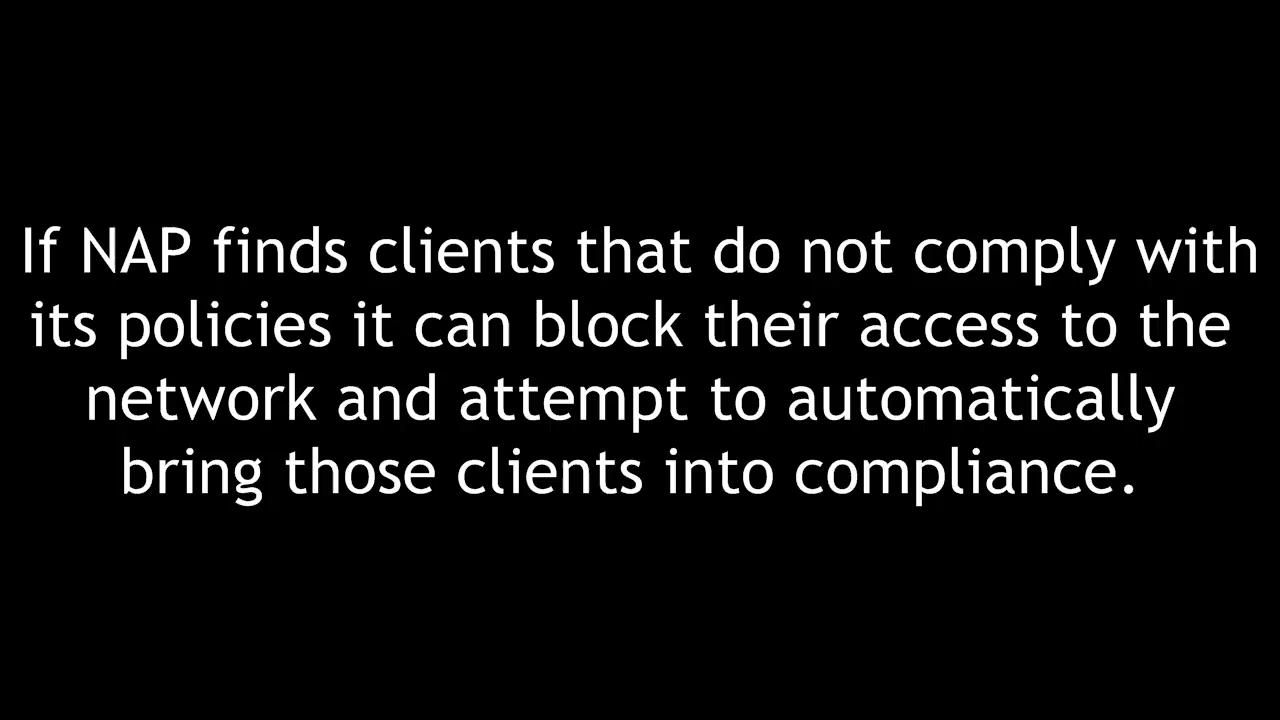 If NAP finds clients that do not comply with
its policies it can block their access to the
network and attempt to automatically
bring those clients into compliance.